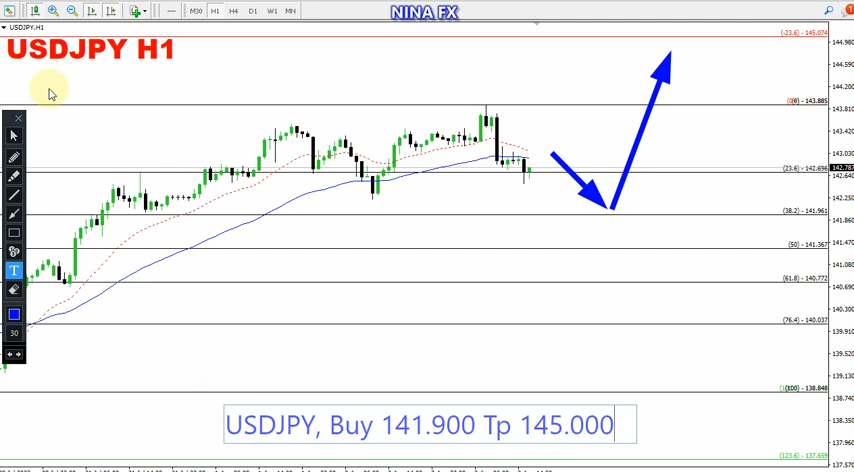 NINA FX
M30 H1 H4 D1 W1 MN
USDJPY.H1
USDJPY H1
(-23.6) - 145.074
144.980
144.590
144.200
(0) - 143.885
143.810
143.420
143.030
142.787
(23.6) - 142.696
142.640
142.250
(38.2) - 141.961
141.860
141.470
(50) - 141.367
141.080
(61.8) - 140.772
140.690
140.300
(76.4) - 140.037
139.910
139.520
139.130
(100) - 138.848
138.740
138.350
137.960
(123.6) - 137.659
137.570
T
30
USDJPY, Buy 141.900 Tp 145.000